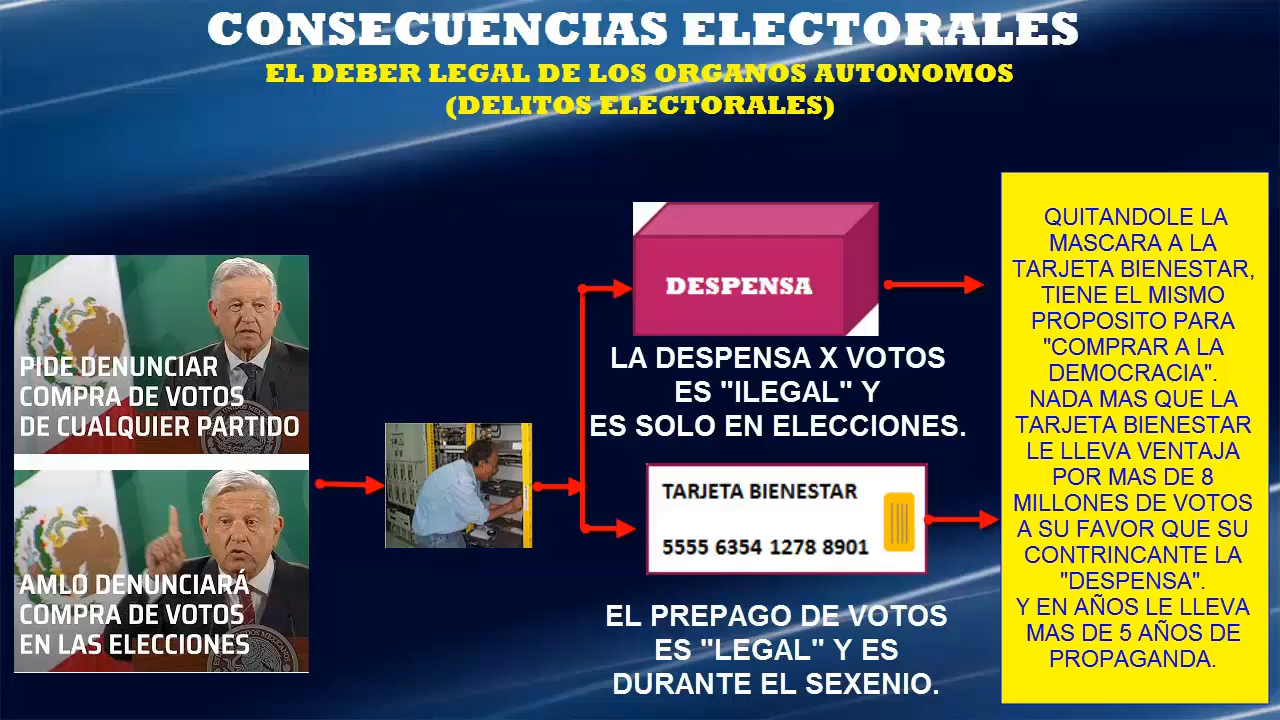 CONSECUENCIAS ELECTORALES
EL DEBER LEGAL DE LOS ORGANOS AUTONOMOS
(DELITOS ELECTORALES)
PIDE DENUNCIAR
COMPRA DE VOTOS
DE CUALQUIER PARTIDO
AMLO DENUNCIARÁ
COMPRA DE VOTOS
EN LAS ELECCIONES
DESPENSA
LA DESPENSA X VOTOS
ES "ILEGAL" Y
ES SOLO EN ELECCIONES.
TARJETA BIENESTAR
5555 6354 1278 8901
EL PREPAGO DE VOTOS
ES "LEGAL" Y ES
DURANTE EL SEXENIO.
QUITANDOLE LA
MASCARA A LA
TARJETA BIENESTAR,
TIENE EL MISMO
PROPOSITO PARA
"COMPRAR A LA
DEMOCRACIA".
NADA MAS QUE LA
TARJETA BIENESTAR
LE LLEVA VENTAJA
POR MAS DE 8
MILLONES DE VOTOS
A SU FAVOR QUE SU
CONTRINCANTE LA
"DESPENSA".
Y EN AÑOS LE LLEVA
MAS DE 5 AÑOS DE
PROPAGANDA.